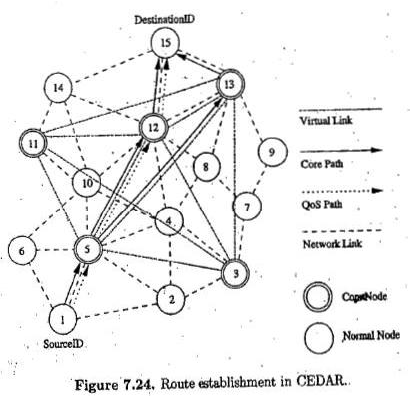 DestinationID
15
14
13
12
11
9
8
10
7
4
6
5
3
2
1
SourceID
Virtual Link
Core Path
QoS Path
Network Link
Normal Node
Figure 7.24. Route establishment in CEDAR.